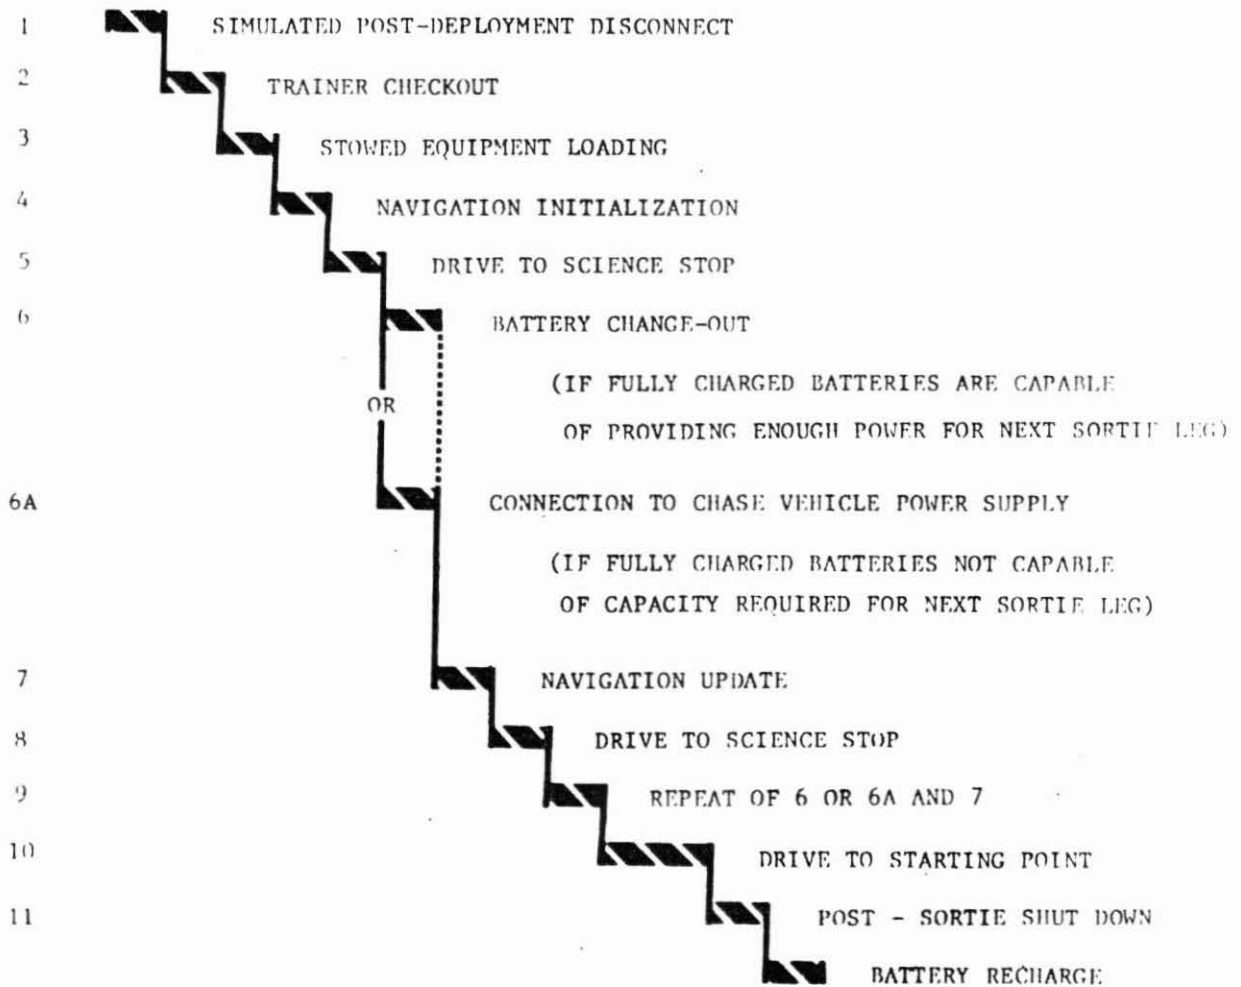 1 SIMULATED POST-DEPLOYMENT DISCONNECT
2 TRAINER CHECKOUT
3 STOWED EQUIPMENT LOADING
4 NAVIGATION INITIALIZATION
5 DRIVE TO SCIENCE STOP
6 BATTERY CHANGE-OUT
(IF FULLY CHARGED BATTERIES ARE CAPABLE
OR
OF PROVIDING ENOUGH POWER FOR NEXT SORTIE LEG)
6A CONNECTION TO CHASE VEHICLE POWER SUPPLY
(IF FULLY CHARGED BATTERIES NOT CAPABLE
OF CAPACITY REQUIRED FOR NEXT SORTIE LEG)
7 NAVIGATION UPDATE
8 DRIVE TO SCIENCE STOP
9 REPEAT OF 6 OR 6A AND 7
10 DRIVE TO STARTING POINT
11 POST - SORTIE SHUT DOWN
BATTERY RECHARGE